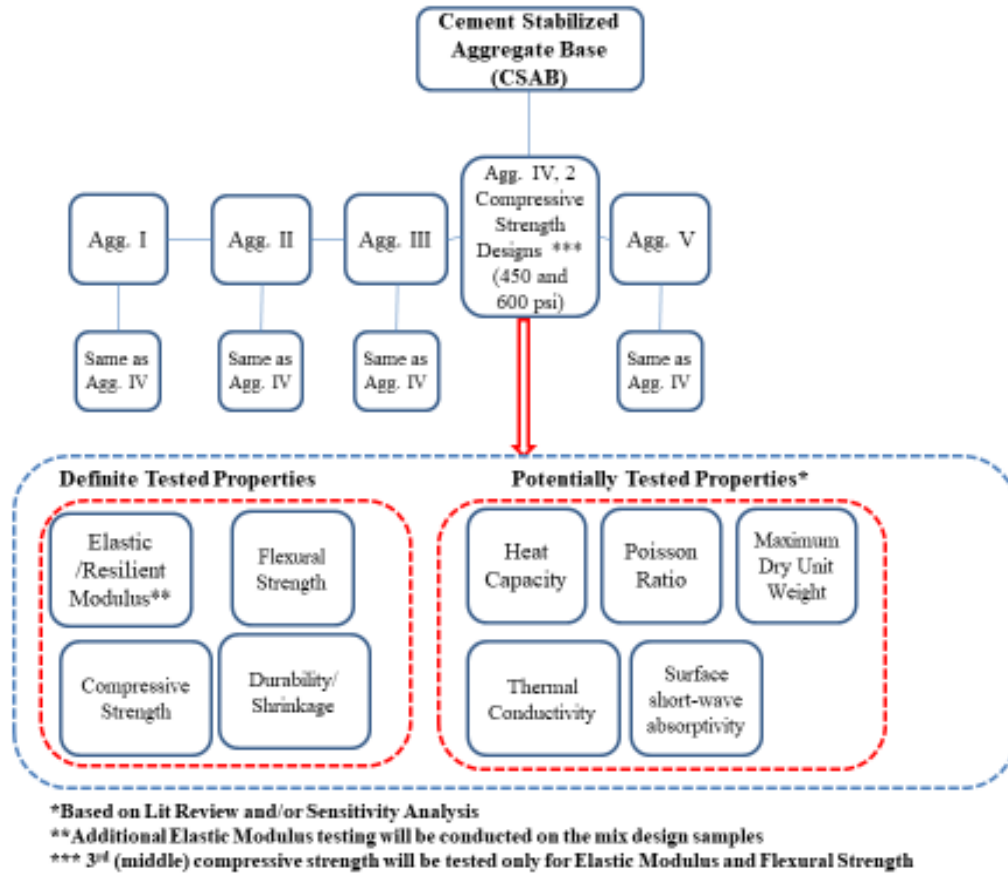 Cement Stabilized
Aggregate Base
(CSAB)
Agg. I
Agg. II
Agg. III
Agg. IV, 2
Compressive
Strength
Designs ***
(450 and
600 psi)
Agg. V
Same as
Agg. IV
Same as
Agg. IV
Same as
Agg. IV
Same as
Agg. IV
Definite Tested Properties
Elastic
/Resilient
Modulus**
Flexural
Strength
Compressive
Strength
Durability/
Shrinkage
Potentially Tested Properties*
Heat
Capacity
Poisson
Ratio
Maximum
Dry Unit
Weight
Thermal
Conductivity
Surface
short-wave
absorptivity
*Based on Lit Review and/or Sensitivity Analysis
**Additional Elastic Modulus testing will be conducted on the mix design samples
*** 3rd (middle) compressive strength will be tested only for Elastic Modulus and Flexural Strength